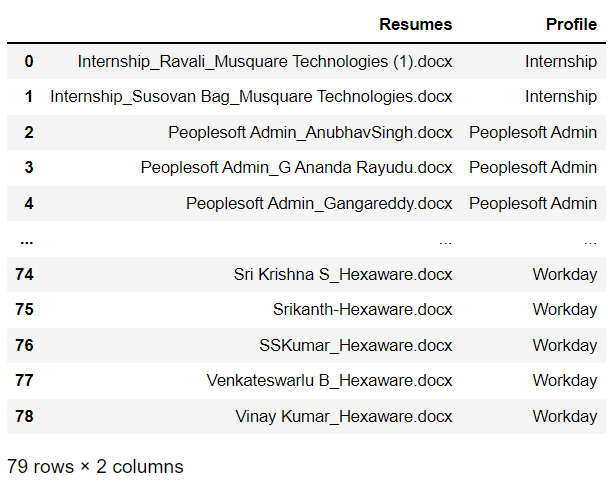 Resumes Profile
0 Internship_Ravali_Musquare Technologies (1).docx Internship
1 Internship_Susovan Bag_Musquare Technologies.docx Internship
2 Peoplesoft Admin_AnubhavSingh.docx Peoplesoft Admin
3 Peoplesoft Admin_G Ananda Rayudu.docx Peoplesoft Admin
4 Peoplesoft Admin_Gangareddy.docx Peoplesoft Admin
... ... ...
74 Sri Krishna S_Hexaware.docx Workday
75 Srikanth-Hexaware.docx Workday
76 SSKumar_Hexaware.docx Workday
77 Venkateswarlu B_Hexaware.docx Workday
78 Vinay Kumar_Hexaware.docx Workday
79 rows × 2 columns